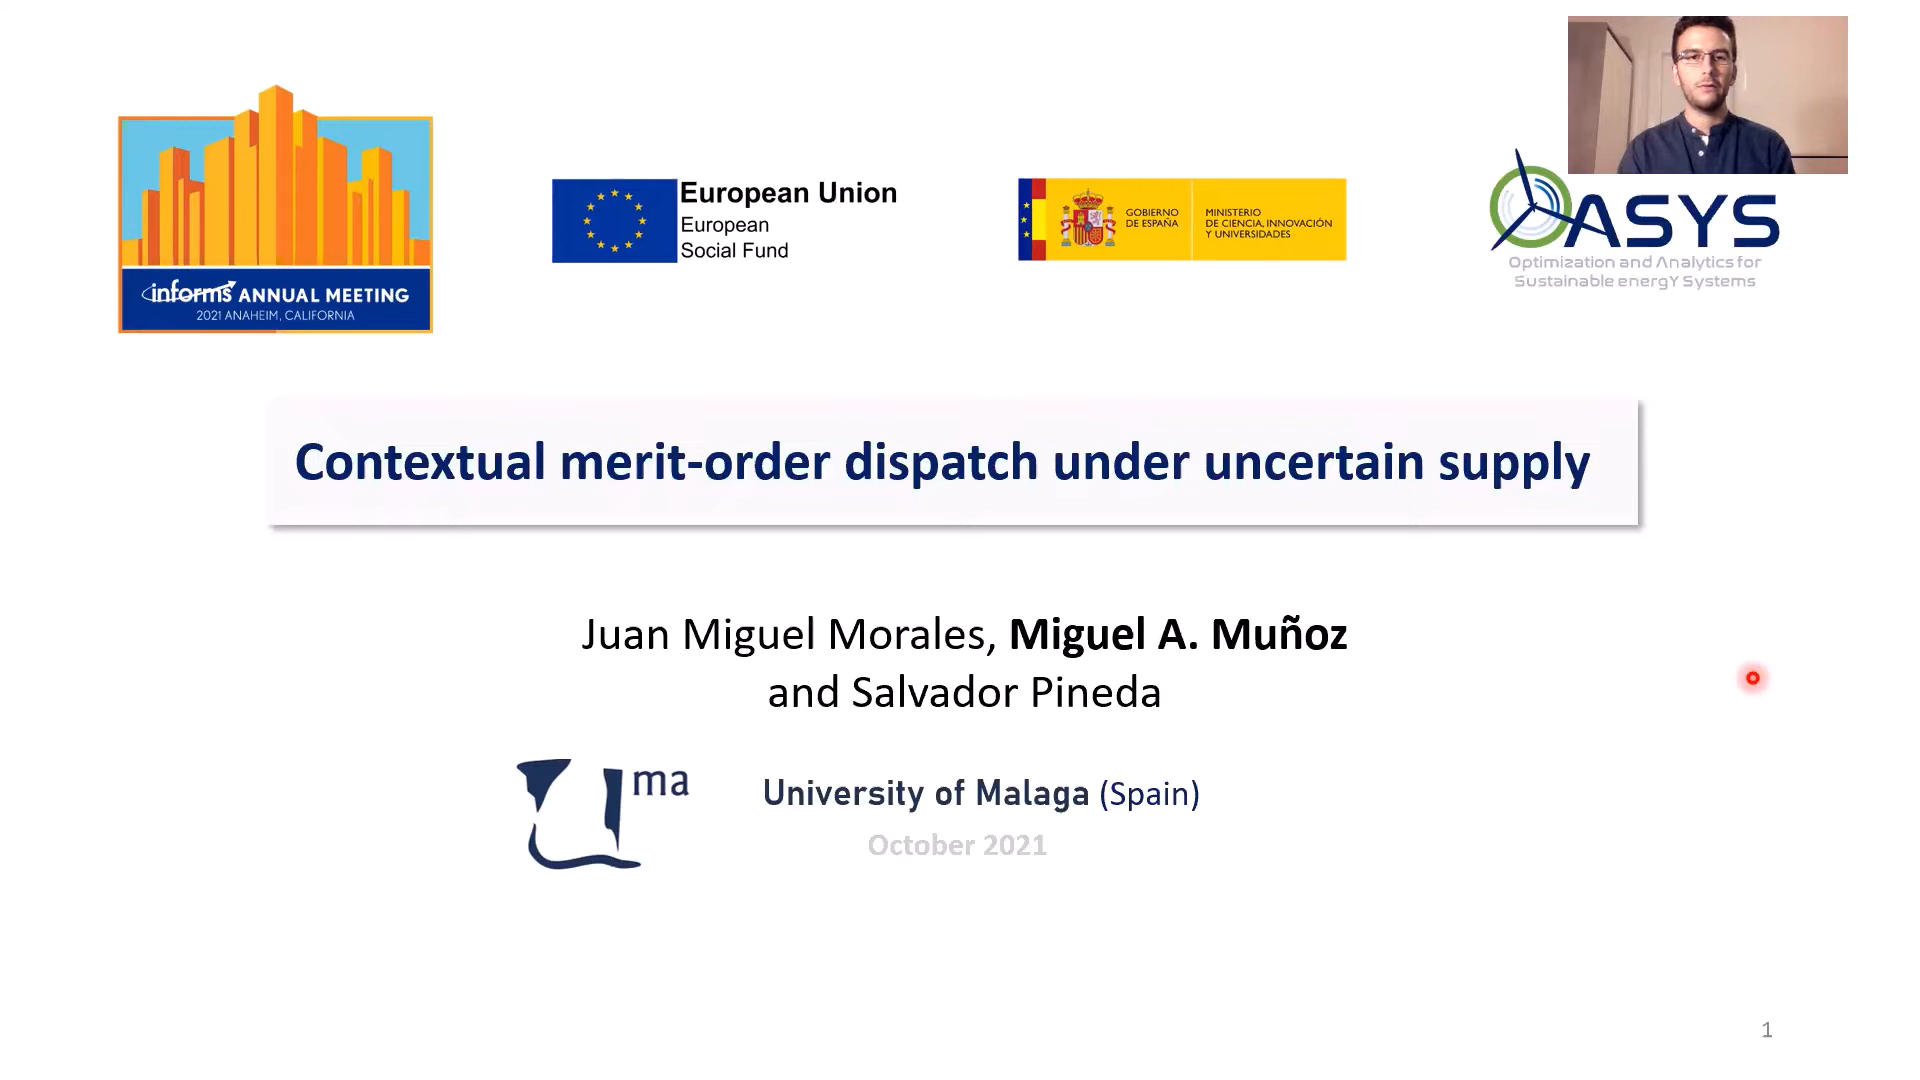 informs ANNUAL MEETING
2021 ANAHEIM, CALIFORNIA
European Union
European
Social Fund
GOBIERNO
DE ESPAÑA
MINISTERIO
DE CIENCIA, INNOVACIÓN
Y UNIVERSIDADES
OASYS
Optimization and Analytics for
Sustainable energY Systems
Contextual merit-order dispatch under uncertain supply
Juan Miguel Morales, Miguel A. Muñoz
and Salvador Pineda
uma
University of Malaga (Spain)
October 2021
1